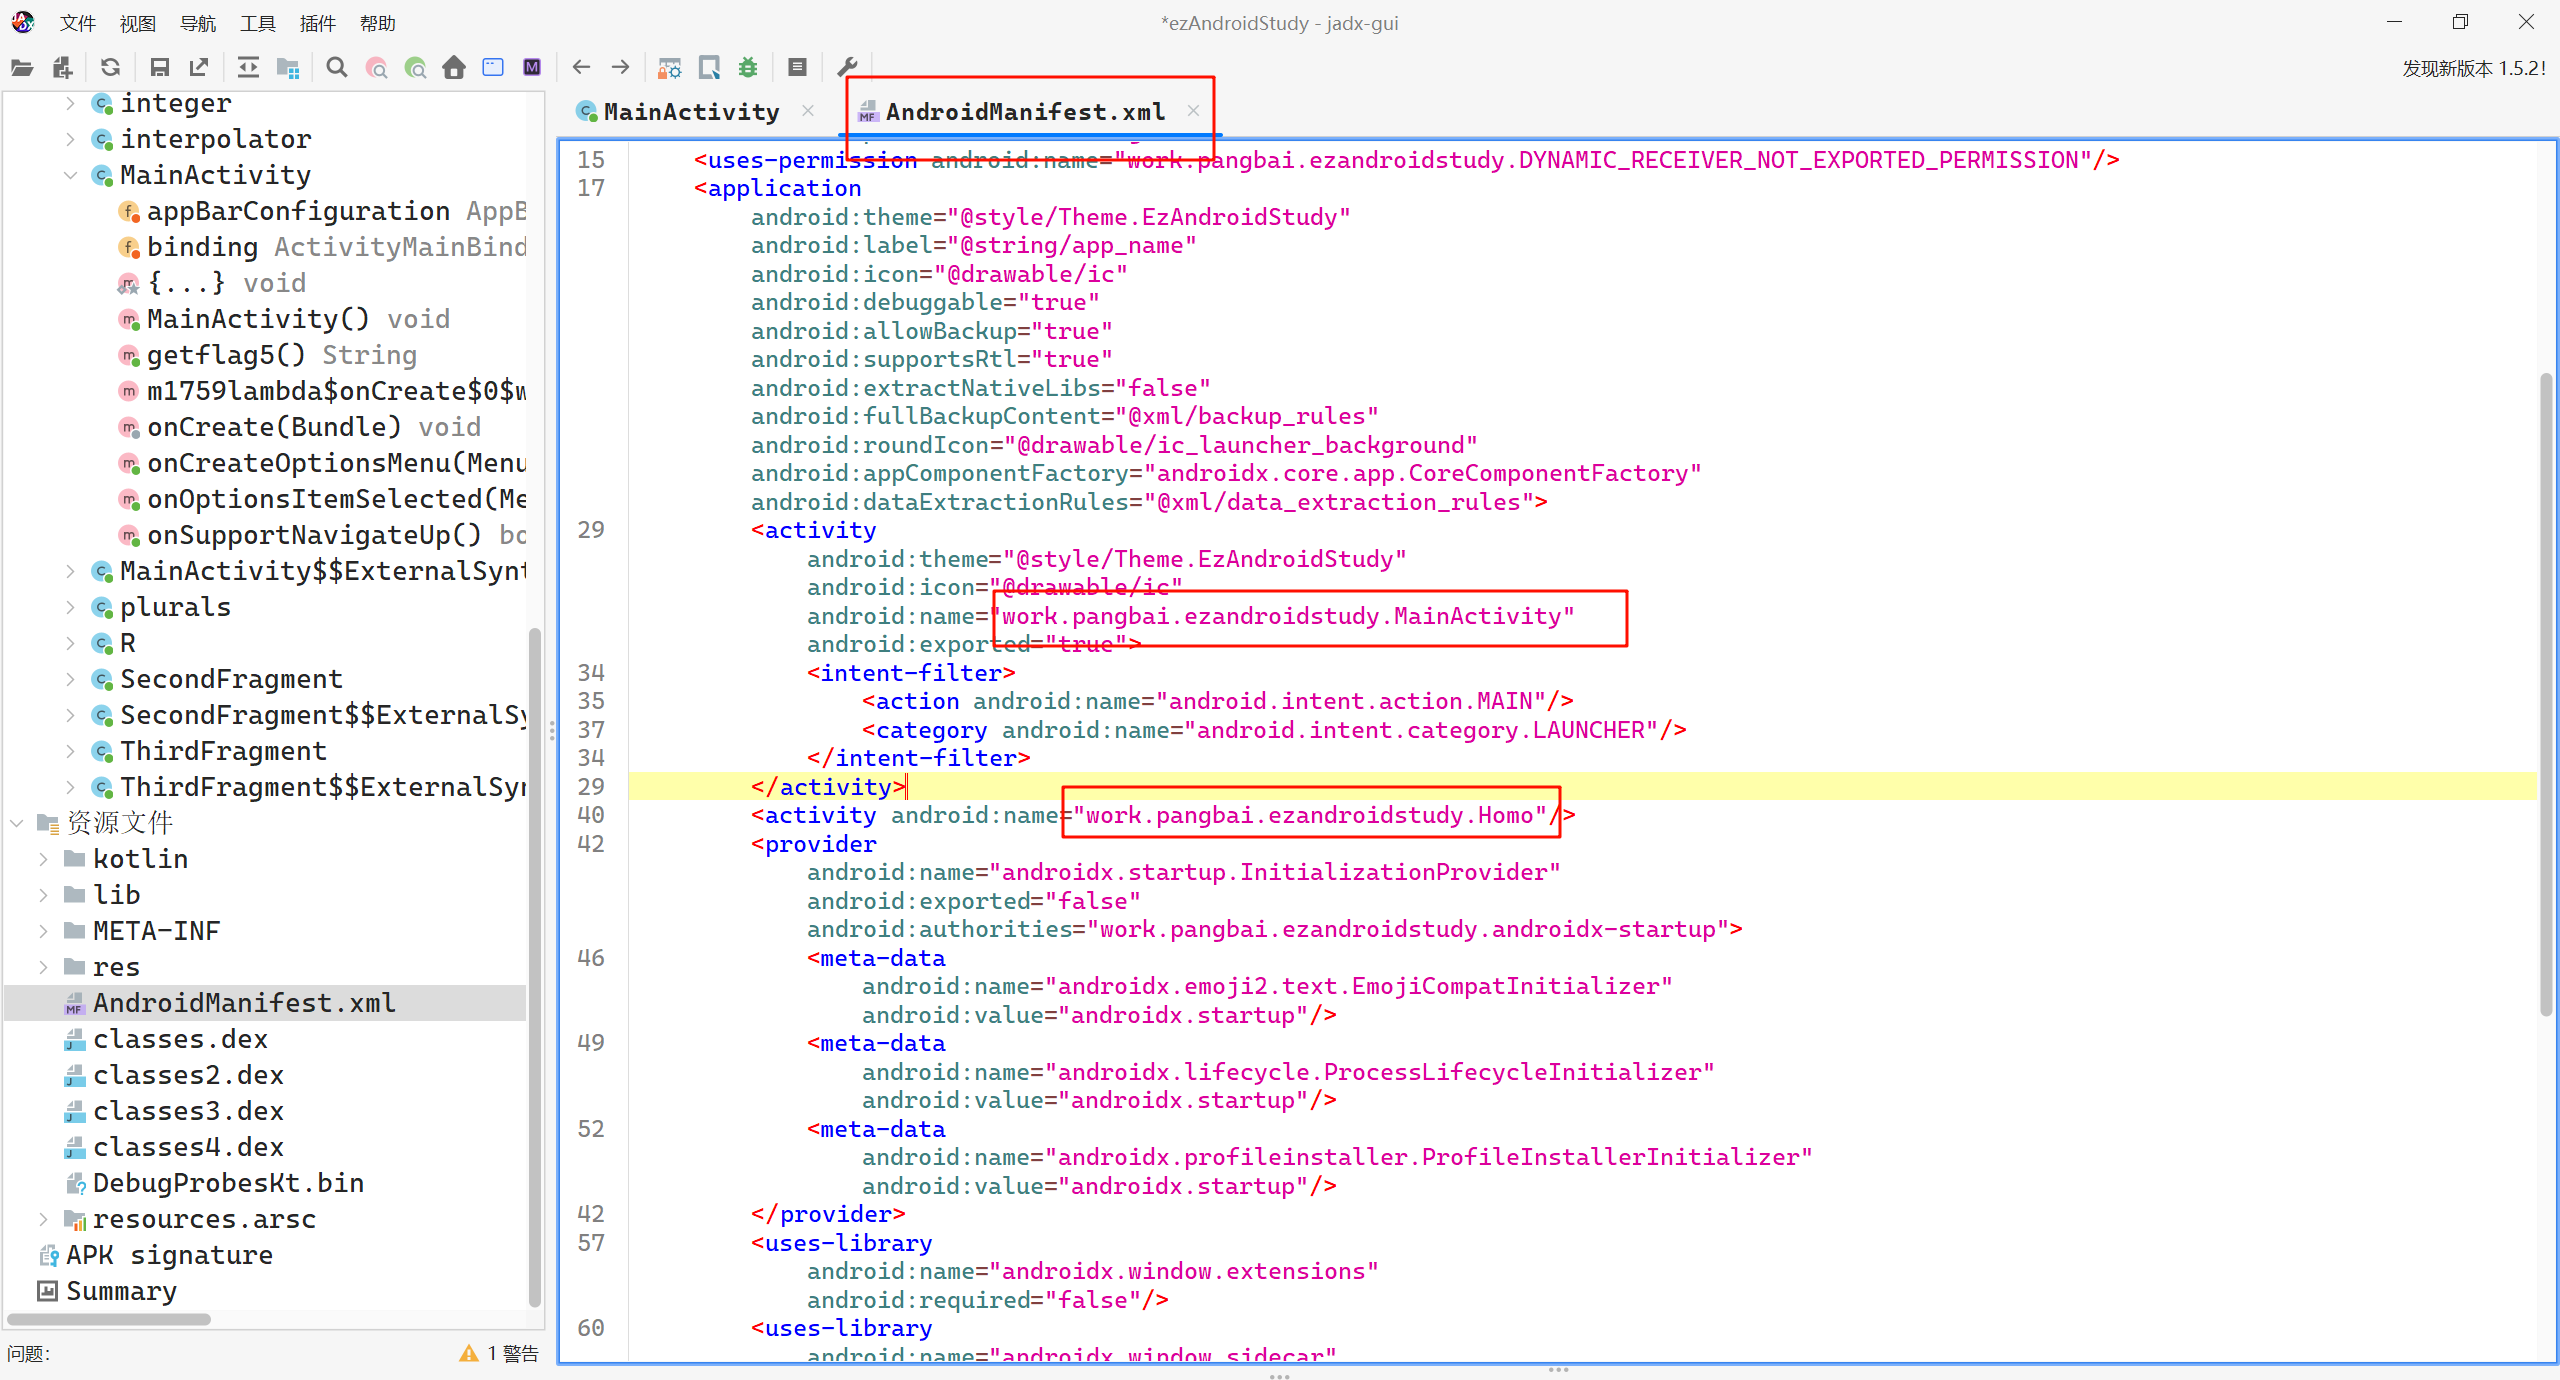 文件 视图 导航 工具 插件 帮助
*ezAndroidStudy - jadx-gui
发现新版本 1.5.2!
integer
interpolator
MainActivity
appBarConfiguration AppB
binding ActivityMainBind
{...} void
MainActivity() void
getflag5() String
m1759lambda$onCreate$0$w
onCreate(Bundle) void
onCreateOptionsMenu(Menu
onOptionsItemSelected(Me
onSupportNavigateUp() bo
MainActivity$$ExternalSynt
plurals
R
SecondFragment
SecondFragment$$ExternalSy
ThirdFragment
ThirdFragment$$ExternalSyn
资源文件
kotlin
lib
META-INF
res
AndroidManifest.xml
classes.dex
classes2.dex
classes3.dex
classes4.dex
DebugProbesKt.bin
resources.arsc
APK signature
Summary
问题:
1 警告
MainActivity AndroidManifest.xml
15 <uses-permission android:name="work.pangbai.ezandroidstudy.DYNAMIC_RECEIVER_NOT_EXPORTED_PERMISSION"/>
17 <application
android:theme="@style/Theme.EzAndroidStudy"
android:label="@string/app_name"
android:icon="@drawable/ic"
android:debuggable="true"
android:allowBackup="true"
android:supportsRtl="true"
android:extractNativeLibs="false"
android:fullBackupContent="@xml/backup_rules"
android:roundIcon="@drawable/ic_launcher_background"
android:appComponentFactory="androidx.core.app.CoreComponentFactory"
android:dataExtractionRules="@xml/data_extraction_rules">
29 <activity
android:theme="@style/Theme.EzAndroidStudy"
android:icon="@drawable/ic"
android:name="work.pangbai.ezandroidstudy.MainActivity"
android:exported="true">
34 <intent-filter>
35 <action android:name="android.intent.action.MAIN"/>
37 <category android:name="android.intent.category.LAUNCHER"/>
34 </intent-filter>
29 </activity>
40 <activity android:name="work.pangbai.ezandroidstudy.Homo"/>
42 <provider
android:name="androidx.startup.InitializationProvider"
android:exported="false"
android:authorities="work.pangbai.ezandroidstudy.androidx-startup">
46 <meta-data
android:name="androidx.emoji2.text.EmojiCompatInitializer"
android:value="androidx.startup"/>
49 <meta-data
android:name="androidx.lifecycle.ProcessLifecycleInitializer"
android:value="androidx.startup"/>
52 <meta-data
android:name="androidx.profileinstaller.ProfileInstallerInitializer"
android:value="androidx.startup"/>
42 </provider>
57 <uses-library
android:name="androidx.window.extensions"
android:required="false"/>
60 <uses-library
android:name="androidx.window.sidecar"